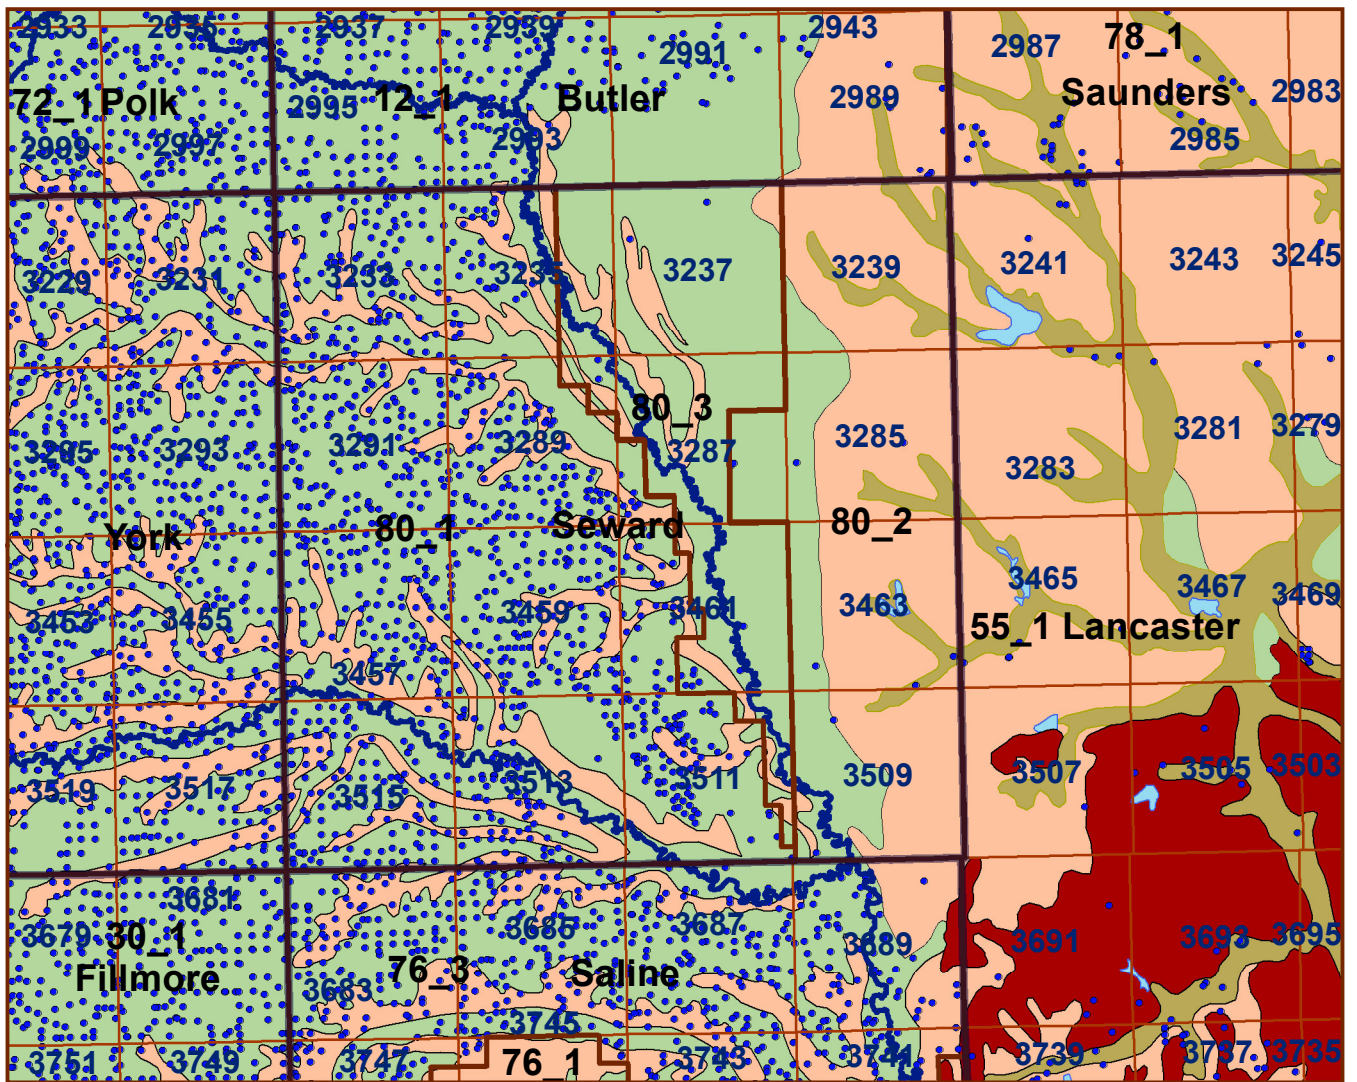 2933 2935 2937 2939 2991 2943 2987 78_1
72_1 Polk 2995 12_1 Butler 2989 Saunders 2983
2999 2997 2993 2985
3229 3231 3233 3235 3237 3239 3241 3243 3245
80_3
3295 3293 3291 3289 3287 3285 3283 3281 3279
York 80_1 Seward 80_2
3453 3455 3459 3461 3463 3465 3467 3469
3457 55_1 Lancaster
3519 3517 3515 3513 3511 3509 3507 3505 3503
3681
3679 30_1 3685 3687 3689 3691 3693 3695
Fillmore 3683 76_3 Saline
3745
3751 3749 3747 76_1 3743 3741 3739 3737 3735